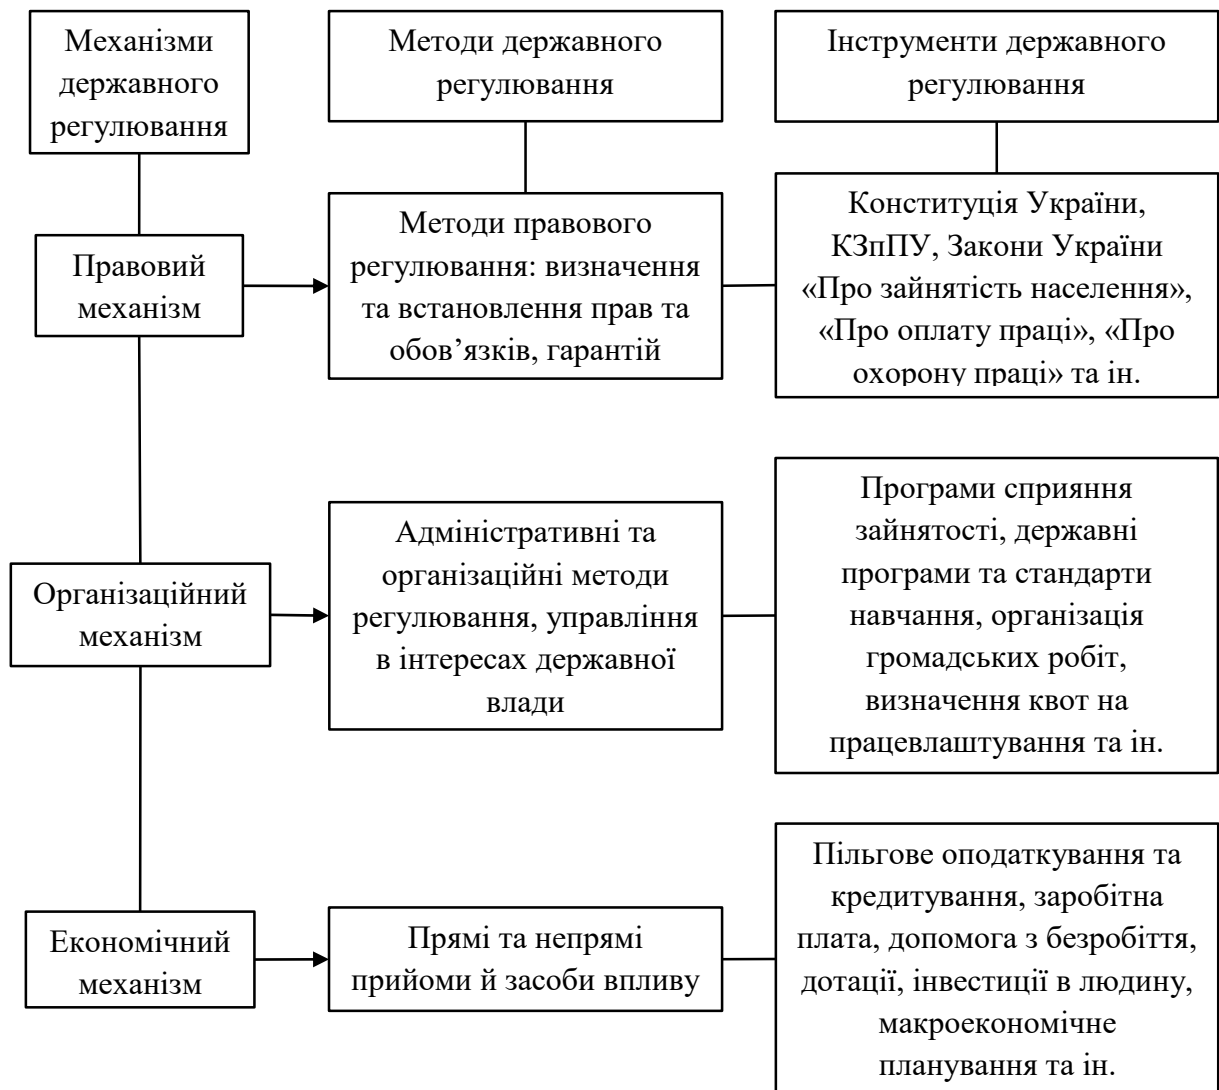 Механізми
державного
регулювання
Методи державного
регулювання
Інструменти державного
регулювання
Правовий
механізм
Методи правового
регулювання: визначення
та встановлення прав та
обов’язків, гарантій
Конституція України,
КЗпПУ, Закони України
«Про зайнятість населення»,
«Про оплату праці», «Про
охорону праці» та ін.
Організаційний
механізм
Адміністративні та
організаційні методи
регулювання, управління
в інтересах державної
влади
Програми сприяння
зайнятості, державні
програми та стандарти
навчання, організація
громадських робіт,
визначення квот на
працевлаштування та ін.
Економічний
механізм
Прямі та непрямі
прийоми й засоби впливу
Пільгове оподаткування та
кредитування, заробітна
плата, допомога з безробіття,
дотації, інвестиції в людину,
макроекономічне
планування та ін.